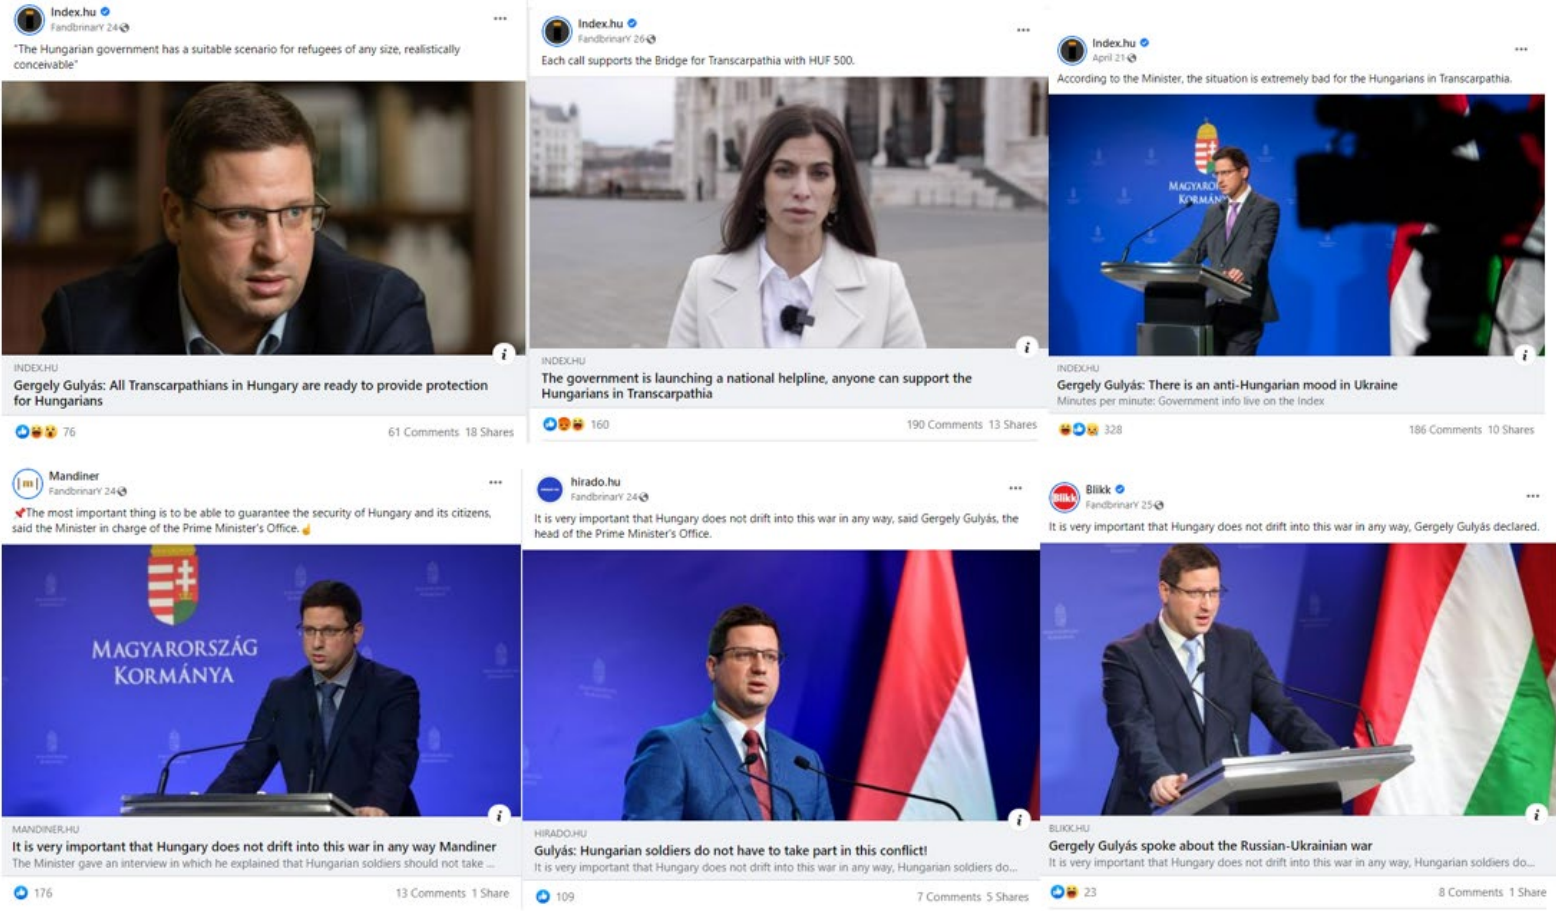 Index.hu
FandbrinarY 24
"The Hungarian government has a suitable scenario for refugees of any size, realistically
conceivable"
INDEX.HU
Gergely Gulyás: All Transcarpathians in Hungary are ready to provide protection
for Hungarians
76
61 Comments 18 Shares
Index.hu
FandbrinarY 26
Each call supports the Bridge for Transcarpathia with HUF 500.
INDEX.HU
The government is launching a national helpline, anyone can support the
Hungarians in Transcarpathia
160
190 Comments 13 Shares
Index.hu
April 21
According to the Minister, the situation is extremely bad for the Hungarians in Transcarpathia.
INDEX.HU
Gergely Gulyás: There is an anti-Hungarian mood in Ukraine
Minutes per minute: Government info live on the Index
328
186 Comments 10 Shares
Mandiner
FandbrinarY 24
The most important thing is to be able to guarantee the security of Hungary and its citizens,
said the Minister in charge of the Prime Minister's Office.
MAGYARORSZÁG
KORMÁNYA
MANDINER.HU
It is very important that Hungary does not drift into this war in any way Mandiner
The Minister gave an interview in which he explained that Hungarian soldiers should not take ...
176
13 Comments 1 Share
hirado.hu
FandbrinarY 24
It is very important that Hungary does not drift into this war in any way, said Gergely Gulyás, the
head of the Prime Minister's Office.
HIRADO.HU
Gulyás: Hungarian soldiers do not have to take part in this conflict!
It is very important that Hungary does not drift into this war in any way, Hungarian soldiers do...
109
7 Comments 5 Shares
Blikk
Blikk
FandbrinarY 25
It is very important that Hungary does not drift into this war in any way, Gergely Gulyás declared.
BLIKK.HU
Gergely Gulyás spoke about the Russian-Ukrainian war
It is very important that Hungary does not drift into this war in any way, Hungarian soldiers do...
23
8 Comments 1 Share